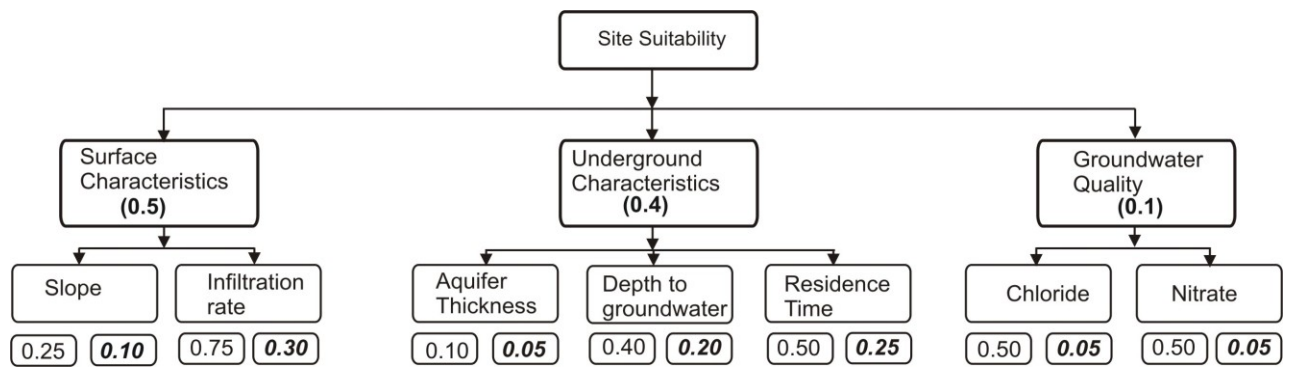 Site Suitability
Surface
Characteristics
(0.5)
Underground
Characteristics
(0.4)
Groundwater
Quality
(0.1)
Slope
Infiltration
rate
Aquifer
Thickness
Depth to
groundwater
Residence
Time
Chloride
Nitrate
0.25 0.10 0.75 0.30 0.10 0.05 0.40 0.20 0.50 0.25 0.50 0.05 0.50 0.05